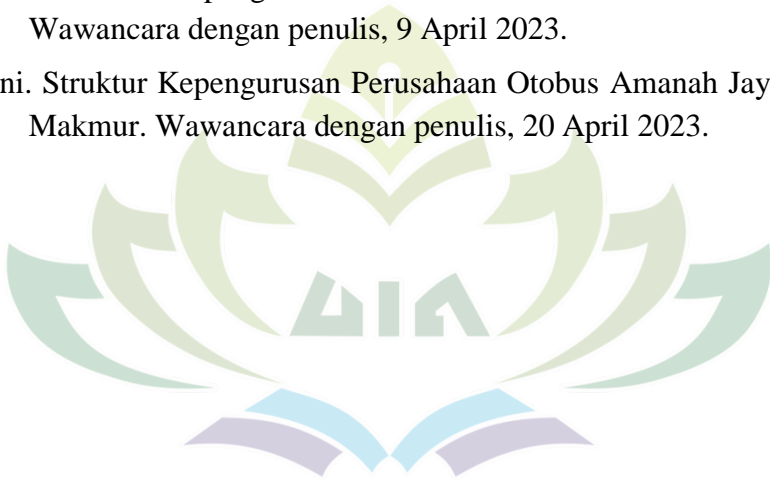 Wawancara dengan penulis, 9 April 2023.
ni. Struktur Kepengurusan Perusahaan Otobus Amanah Jay
Makmur. Wawancara dengan penulis, 20 April 2023.
UIN